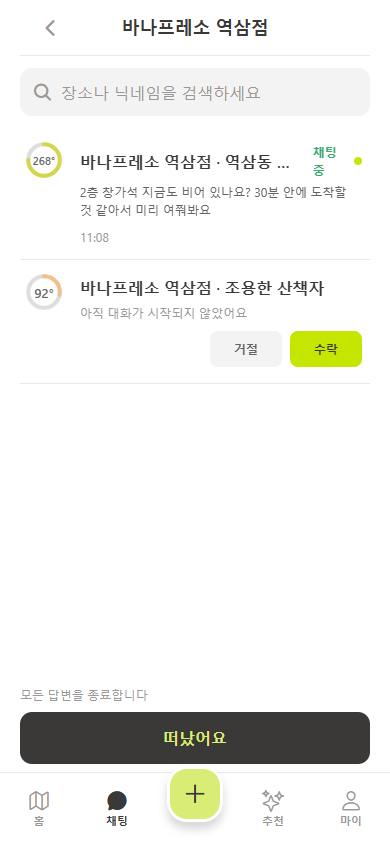 바나프레소 역삼점
장소나 닉네임을 검색하세요
268°
바나프레소 역삼점 · 역삼동 ...
채팅
중
2층 창가석 지금도 비어 있나요? 30분 안에 도착할
것 같아서 미리 여쭤봐요
11:08
92°
바나프레소 역삼점 · 조용한 산책자
아직 대화가 시작되지 않았어요
거절
수락
모든 답변을 종료합니다
떠났어요
홈
채팅
추천
마이